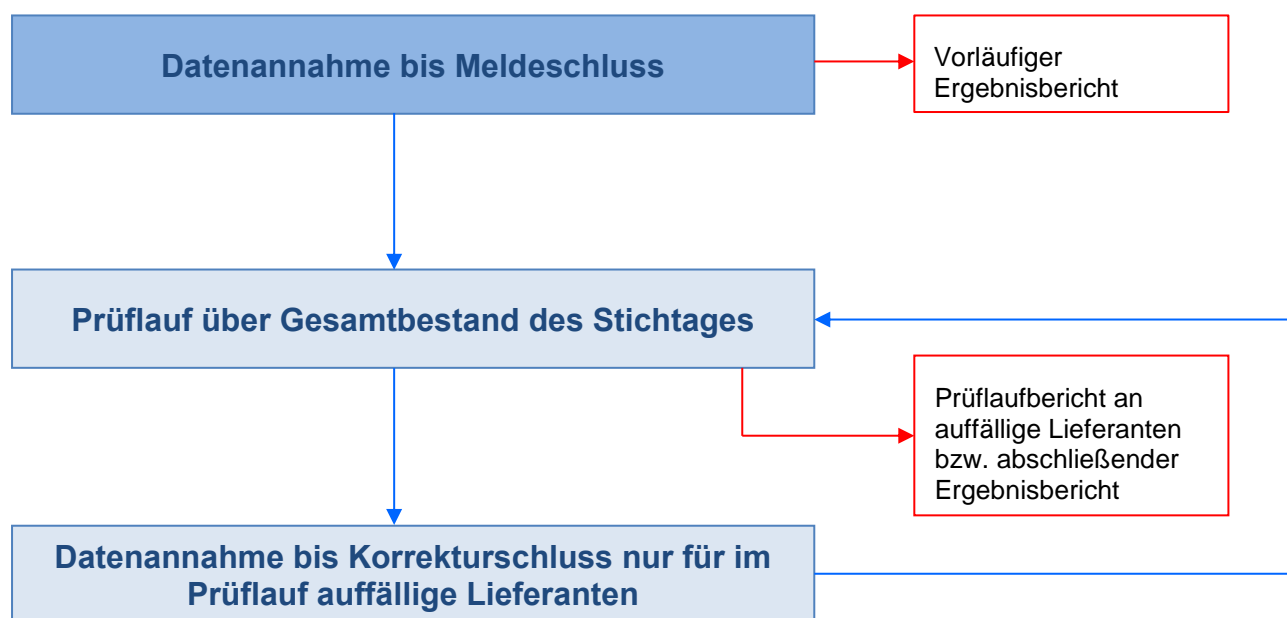 Datenannahme bis Meldeschluss
Vorläufiger
Ergebnisbericht
Prüflauf über Gesamtbestand des Stichtages
Prüflaufbericht an
auffällige Lieferanten
bzw. abschließender
Ergebnisbericht
Datenannahme bis Korrekturschluss nur für im
Prüflauf auffällige Lieferanten